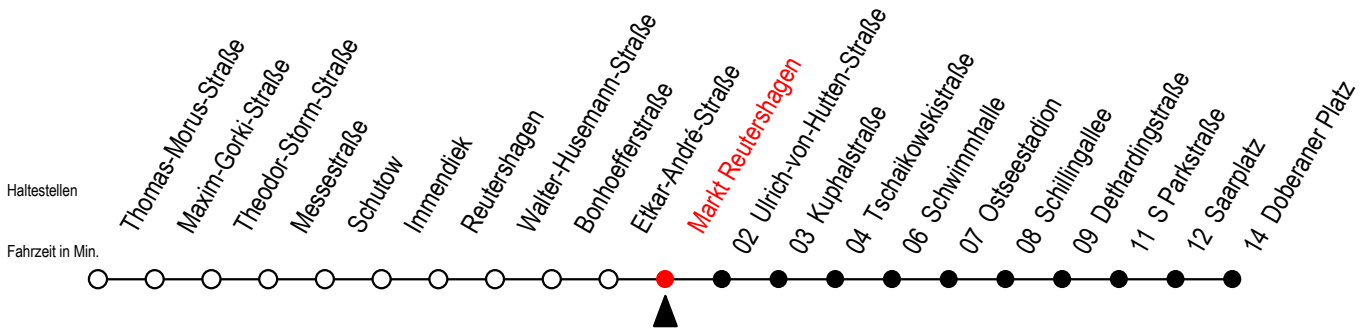 Haltestellen
Fahrzeit in Min.
Thomas-Morus-Straße
Maxim-Gorki-Straße
Theodor-Storm-Straße
Messestraße
Schutow
Immendiek
Reutershagen
Walter-Husemann-Straße
Bonhoefferstraße
Etkar-André-Straße
Markt Reutershagen
02 Ulrich-von-Hutten-Straße
03 Kuphalstraße
04 Tschaikowskistraße
06 Schwimmhalle
07 Ostseestadion
08 Schillingallee
09 Dethardingstraße
11 S Parkstraße
12 Saarplatz
14 Doberaner Platz